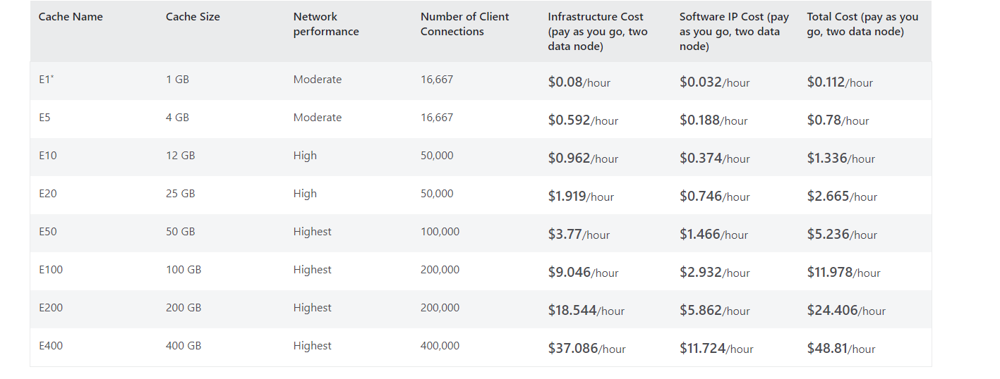 Cache Name Cache Size Network performance Number of Client Connections Infrastructure Cost (pay as you go, two data node) Software IP Cost (pay as you go, two data node) Total Cost (pay as you go, two data node)
E1* 1 GB Moderate 16,667 $0.08/hour $0.032/hour $0.112/hour
E5 4 GB Moderate 16,667 $0.592/hour $0.188/hour $0.78/hour
E10 12 GB High 50,000 $0.962/hour $0.374/hour $1.336/hour
E20 25 GB High 50,000 $1.919/hour $0.746/hour $2.665/hour
E50 50 GB Highest 100,000 $3.77/hour $1.466/hour $5.236/hour
E100 100 GB Highest 200,000 $9.046/hour $2.932/hour $11.978/hour
E200 200 GB Highest 200,000 $18.544/hour $5.862/hour $24.406/hour
E400 400 GB Highest 400,000 $37.086/hour $11.724/hour $48.81/hour